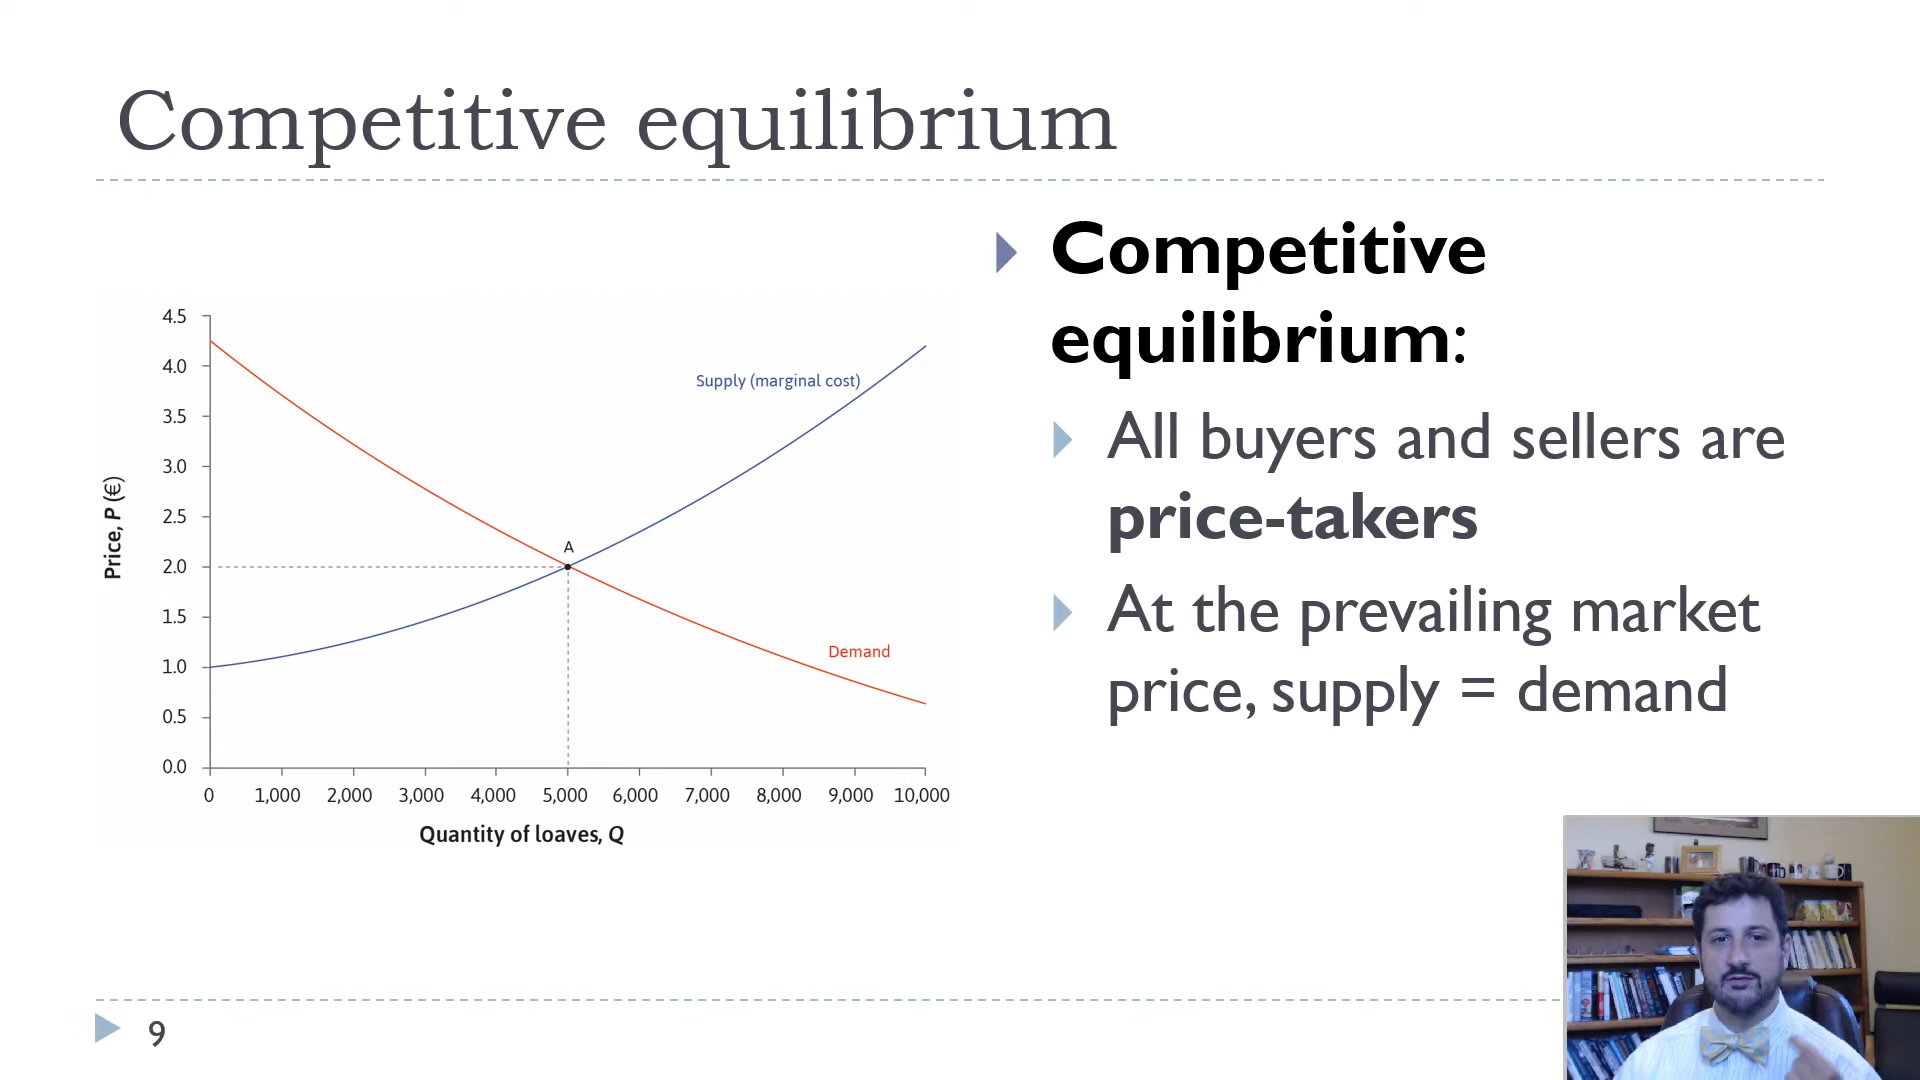 Competitive equilibrium
Competitive
equilibrium:
All buyers and sellers are
price-takers
At the prevailing market
price, supply = demand
4.5
4.0
3.5
3.0
2.5
2.0
1.5
1.0
0.5
0.0
Price, P (€)
Supply (marginal cost)
A
Demand
0 1,000 2,000 3,000 4,000 5,000 6,000 7,000 8,000 9,000 10,000
Quantity of loaves, Q
9